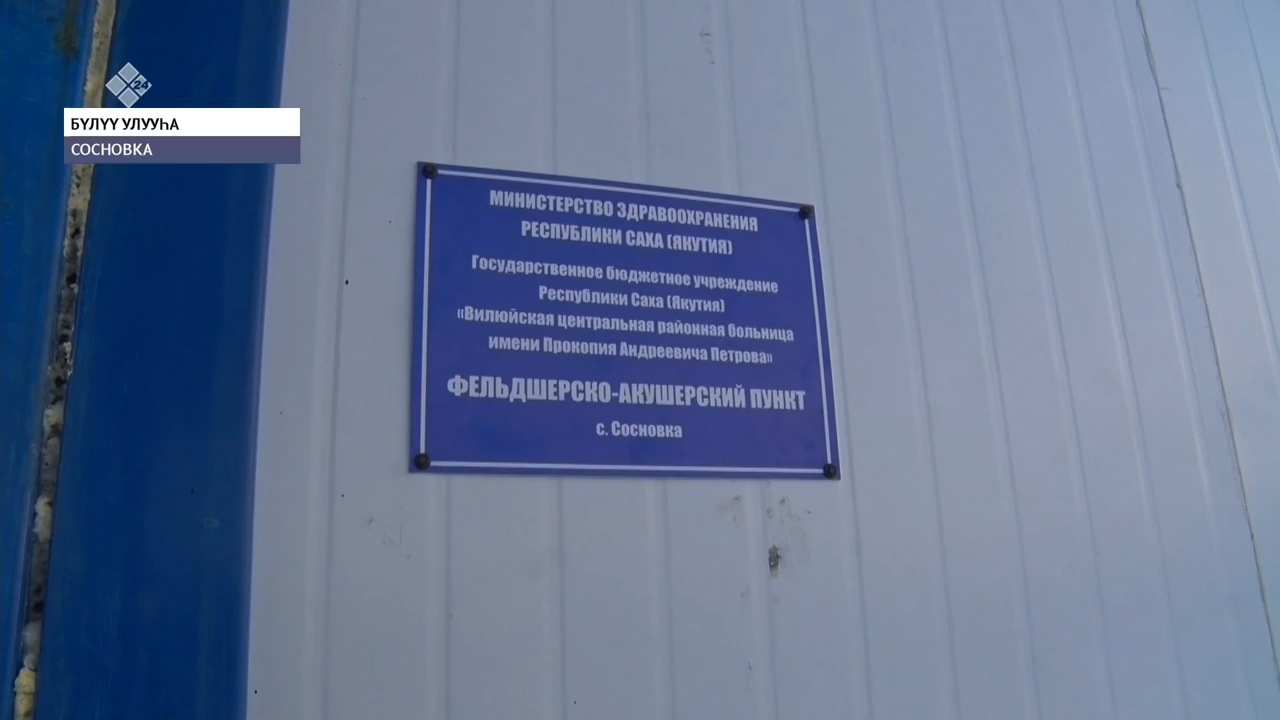 X24
БҮЛҮҮ УЛУУҺА
СОСНОВКА
МИНИСТЕРСТВО ЗДРАВООХРАНЕНИЯ
РЕСПУБЛИКИ САХА (ЯКУТИЯ)
Государственное бюджетное учреждение
Республики Саха (Якутия)
«Вилюйская центральная районная больница
имени Прокопия Андреевича Петрова»
ФЕЛЬДШЕРСКО-АКУШЕРСКИЙ ПУНКТ
с. Сосновка